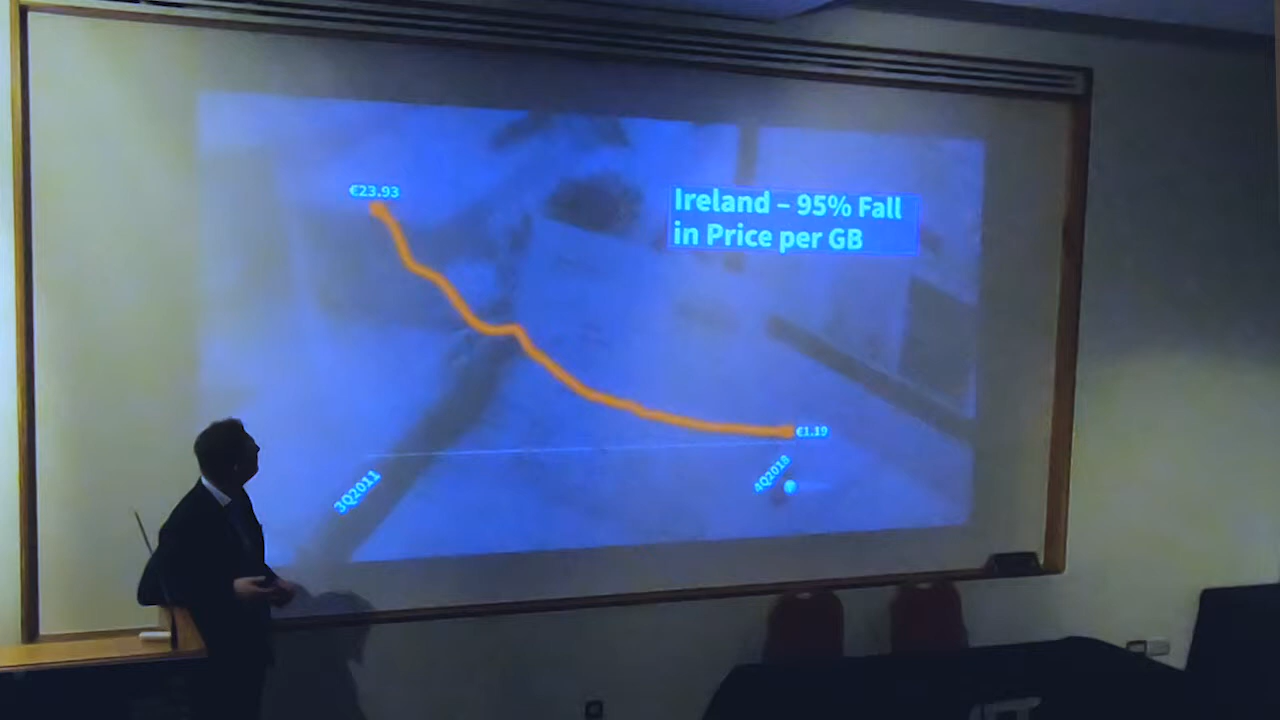 €23.93
Ireland – 95% Fall
in Price per GB
€1.19
3Q2011
4Q2018